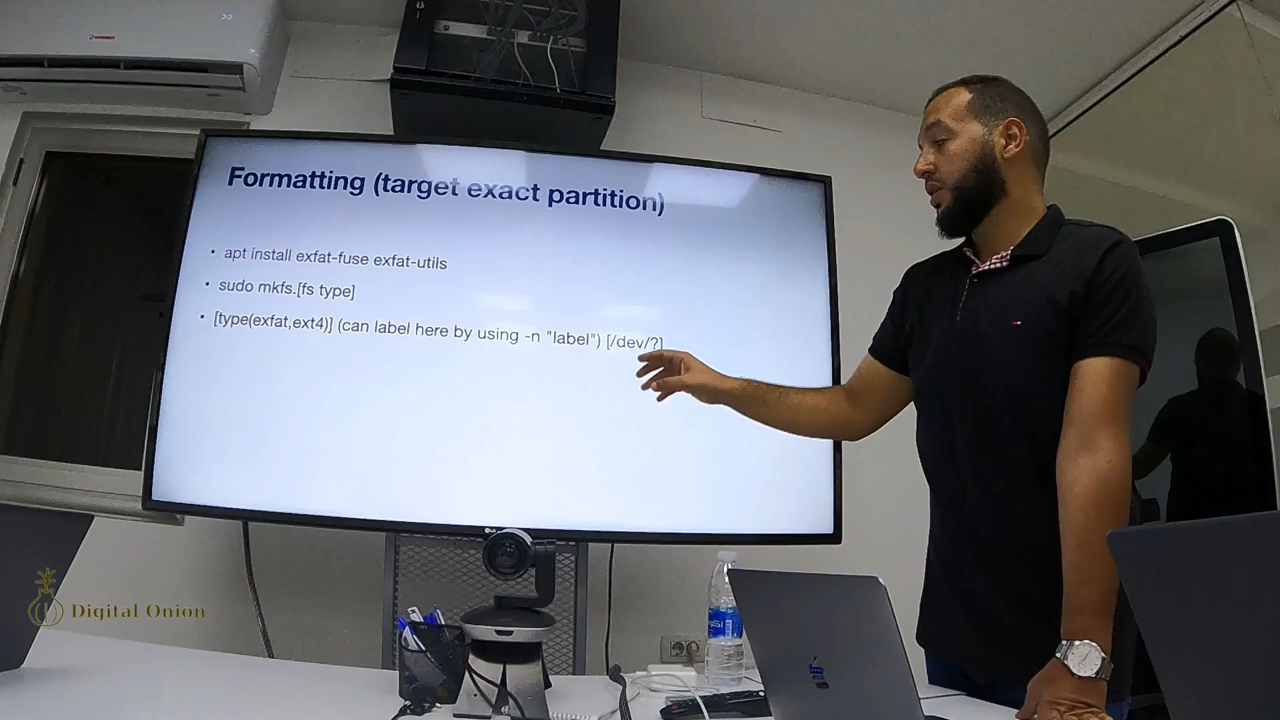 Formatting (target exact partition)
• apt install exfat-fuse exfat-utils
• sudo mkfs.[fs type]
• [type(exfat,ext4)] (can label here by using -n "label") [/dev/?]
LG
Digital Onion